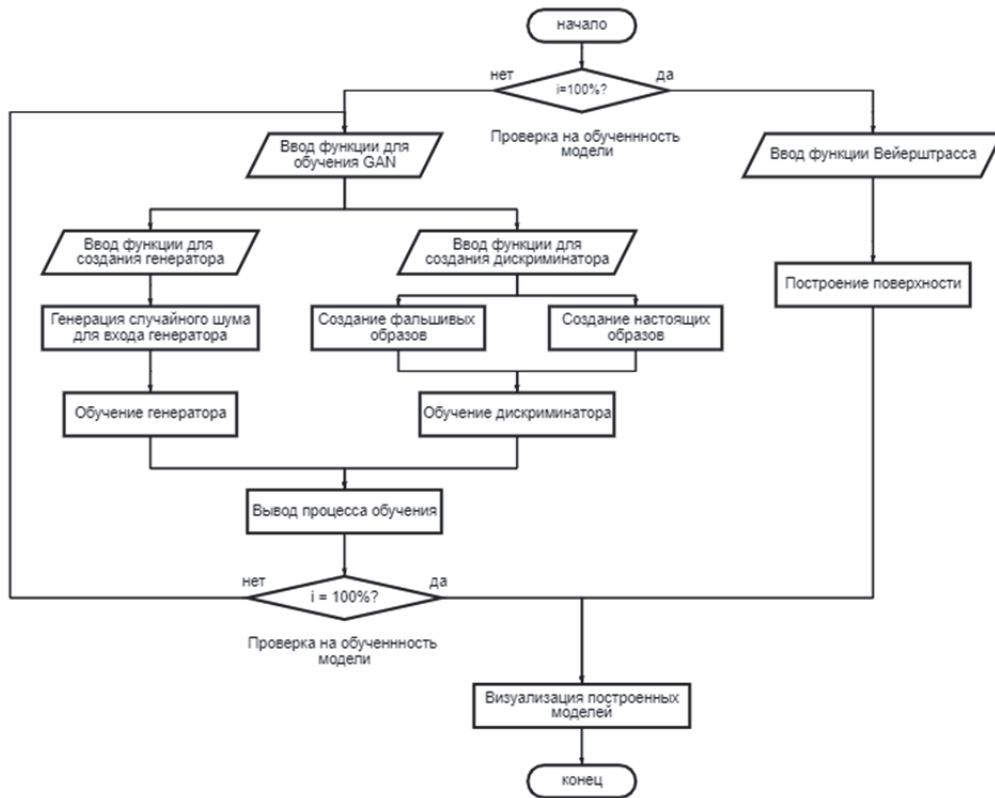 начало
нет
да
i=100%?
Проверка на обученнность
модели
Ввод функции для
обучения GAN
Ввод функции Вейерштрасса
Ввод функции для
создания генератора
Ввод функции для
создания дискриминатора
Построение поверхности
Генерация случайного шума
для входа генератора
Создание фальшивых
образов
Создание настоящих
образов
Обучение генератора
Обучение дискриминатора
Вывод процесса обучения
нет
да
i = 100%?
Проверка на обученнность
модели
Визуализация построенных
моделей
конец